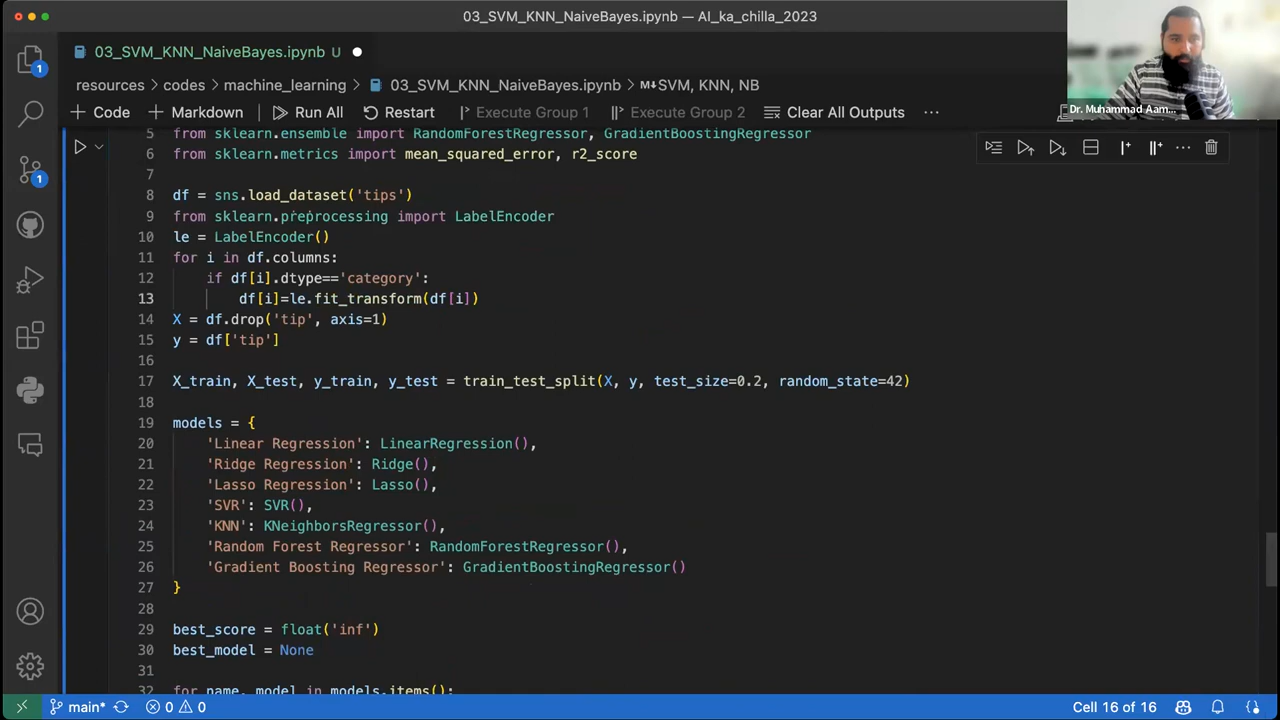 03_SVM_KNN_NaiveBayes.ipynb — AI_ka_chilla_2023
03_SVM_KNN_NaiveBayes.ipynb U
resources > codes > machine_learning > 03_SVM_KNN_NaiveBayes.ipynb > SVM, KNN, NB
+ Code + Markdown Run All Restart Execute Group 1 Execute Group 2 Clear All Outputs ...
Dr. Muhammad Aam...
5 from sklearn.ensemble import RandomForestRegressor, GradientBoostingRegressor
6 from sklearn.metrics import mean_squared_error, r2_score
7
8 df = sns.load_dataset('tips')
9 from sklearn.preprocessing import LabelEncoder
10 le = LabelEncoder()
11 for i in df.columns:
12 if df[i].dtype=='category':
13 df[i]=le.fit_transform(df[i])
14 X = df.drop('tip', axis=1)
15 y = df['tip']
16
17 X_train, X_test, y_train, y_test = train_test_split(X, y, test_size=0.2, random_state=42)
18
19 models = {
20 'Linear Regression': LinearRegression(),
21 'Ridge Regression': Ridge(),
22 'Lasso Regression': Lasso(),
23 'SVR': SVR(),
24 'KNN': KNeighborsRegressor(),
25 'Random Forest Regressor': RandomForestRegressor(),
26 'Gradient Boosting Regressor': GradientBoostingRegressor()
27 }
28
29 best_score = float('inf')
30 best_model = None
31
32 for name, model in models.items():
1
1
main* 0 0 Cell 16 of 16